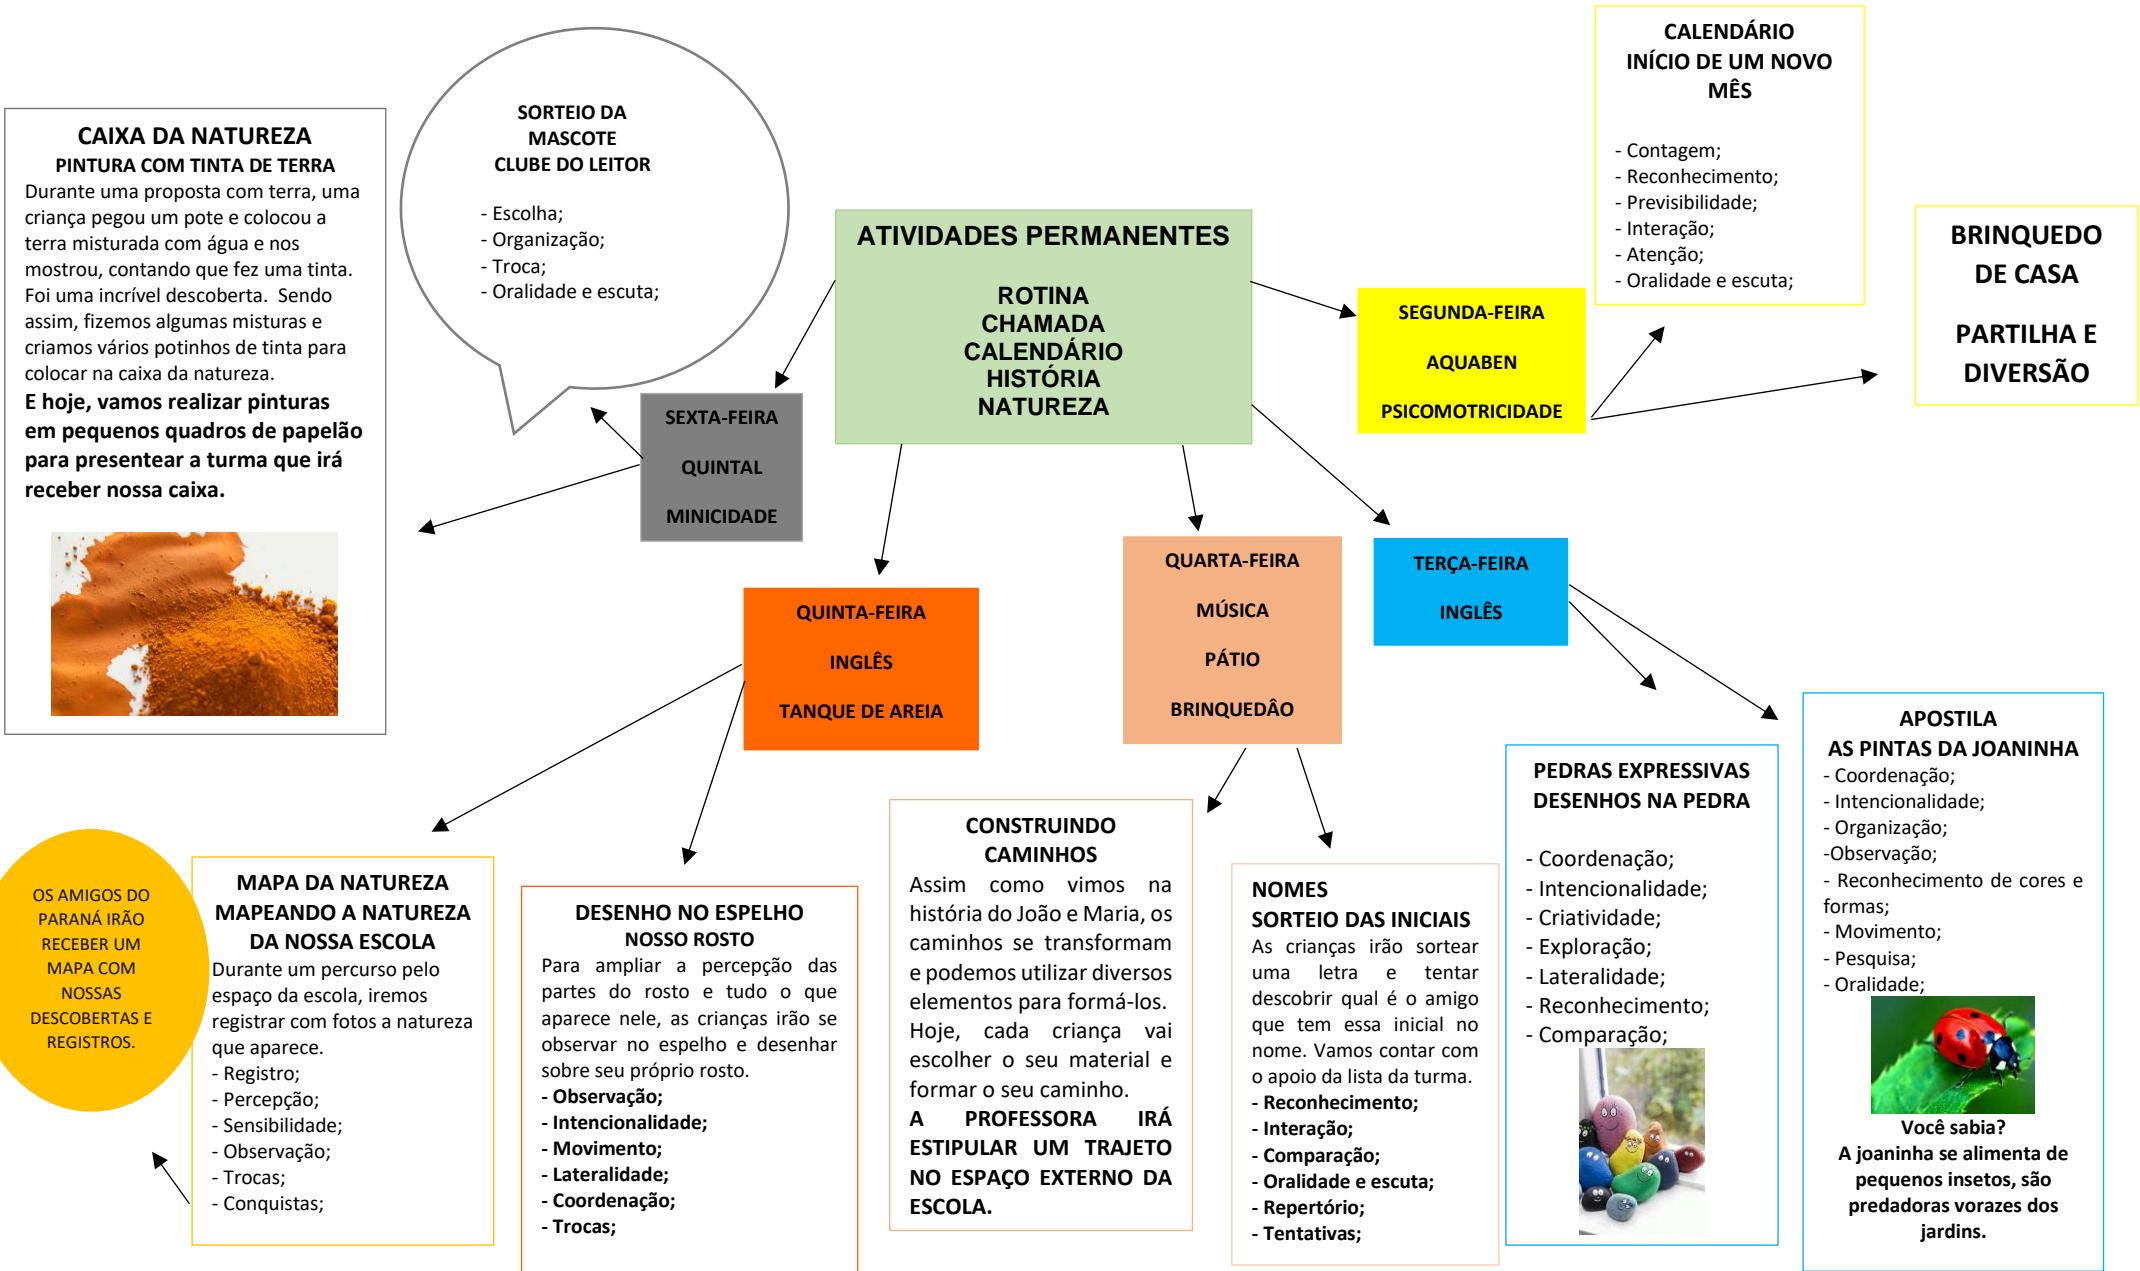 CAIXA DA NATUREZA
PINTURA COM TINTA DE TERRA
Durante uma proposta com terra, uma
criança pegou um pote e colocou a
terra misturada com água e nos
mostrou, contando que fez uma tinta.
Foi uma incrível descoberta. Sendo
assim, fizemos algumas misturas e
criamos vários potinhos de tinta para
colocar na caixa da natureza.
E hoje, vamos realizar pinturas
em pequenos quadros de papelão
para presentear a turma que irá
receber nossa caixa.
SORTEIO DA
MASCOTE
CLUBE DO LEITOR
- Escolha;
- Organização;
- Troca;
- Oralidade e escuta;
ATIVIDADES PERMANENTES
ROTINA
CHAMADA
CALENDÁRIO
HISTÓRIA
NATUREZA
CALENDÁRIO
INÍCIO DE UM NOVO
MÊS
- Contagem;
- Reconhecimento;
- Previsibilidade;
- Interação;
- Atenção;
- Oralidade e escuta;
BRINQUEDO
DE CASA
PARTILHA E
DIVERSÃO
SEGUNDA-FEIRA
AQUABEN
PSICOMOTRICIDADE
SEXTA-FEIRA
QUINTAL
MINICIDADE
QUINTA-FEIRA
INGLÊS
TANQUE DE AREIA
QUARTA-FEIRA
MÚSICA
PÁTIO
BRINQUEDÂO
TERÇA-FEIRA
INGLÊS
OS AMIGOS DO
PARANÁ IRÃO
RECEBER UM
MAPA COM
NOSSAS
DESCOBERTAS E
REGISTROS.
MAPA DA NATUREZA
MAPEANDO A NATUREZA
DA NOSSA ESCOLA
Durante um percurso pelo
espaço da escola, iremos
registrar com fotos a natureza
que aparece.
- Registro;
- Percepção;
- Sensibilidade;
- Observação;
- Trocas;
- Conquistas;
DESENHO NO ESPELHO
NOSSO ROSTO
Para ampliar a percepção das
partes do rosto e tudo o que
aparece nele, as crianças irão se
observar no espelho e desenhar
sobre seu próprio rosto.
- Observação;
- Intencionalidade;
- Movimento;
- Lateralidade;
- Coordenação;
- Trocas;
CONSTRUINDO
CAMINHOS
Assim como vimos na
história do João e Maria, os
caminhos se transformam
e podemos utilizar diversos
elementos para formá-los.
Hoje, cada criança vai
escolher o seu material e
formar o seu caminho.
A PROFESSORA IRÁ
ESTIPULAR UM TRAJETO
NO ESPAÇO EXTERNO DA
ESCOLA.
NOMES
SORTEIO DAS INICIAIS
As crianças irão sortear
uma letra e tentar
descobrir qual é o amigo
que tem essa inicial no
nome. Vamos contar com
o apoio da lista da turma.
- Reconhecimento;
- Interação;
- Comparação;
- Oralidade e escuta;
- Repertório;
- Tentativas;
PEDRAS EXPRESSIVAS
DESENHOS NA PEDRA
- Coordenação;
- Intencionalidade;
- Criatividade;
- Exploração;
- Lateralidade;
- Reconhecimento;
- Comparação;
APOSTILA
AS PINTAS DA JOANINHA
- Coordenação;
- Intencionalidade;
- Organização;
-Observação;
- Reconhecimento de cores e
formas;
- Movimento;
- Pesquisa;
- Oralidade;
Você sabia?
A joaninha se alimenta de
pequenos insetos, são
predadoras vorazes dos
jardins.